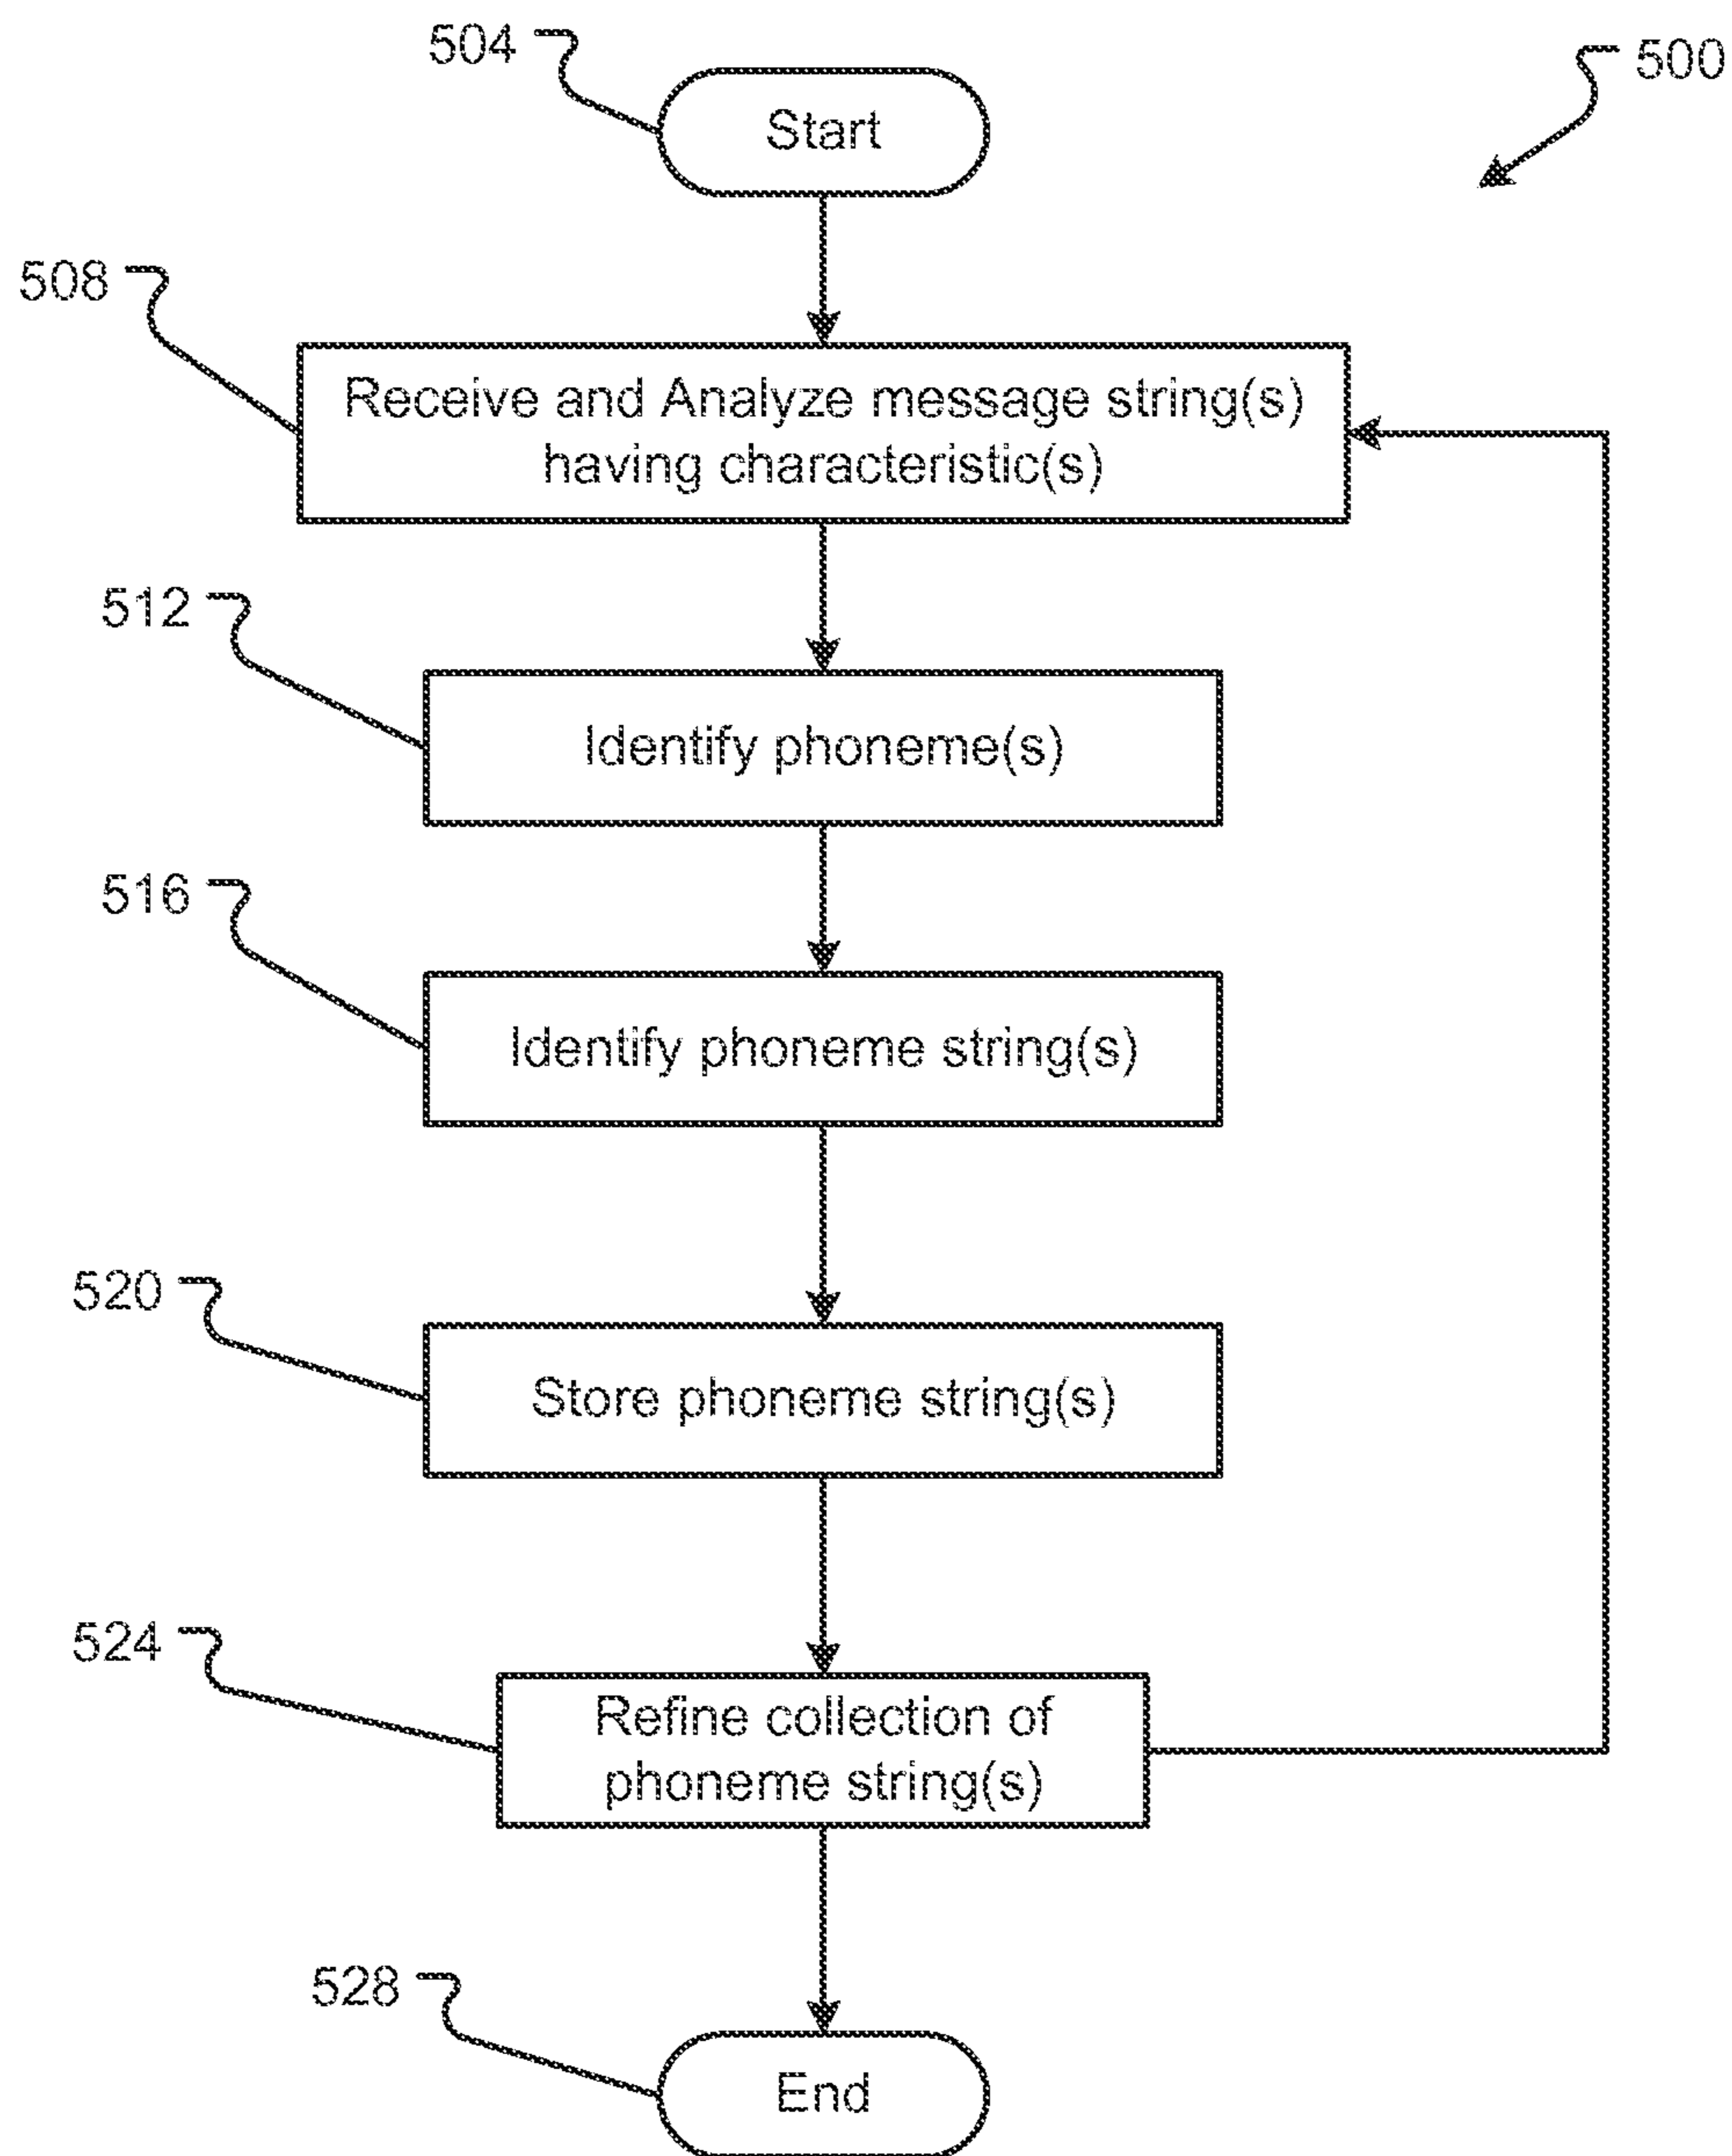 504
Start
500
508
Receive and Analyze message string(s)
having characteristic(s)
512
Identify phoneme(s)
516
Identify phoneme string(s)
520
Store phoneme string(s)
524
Refine collection of
phoneme string(s)
528
End